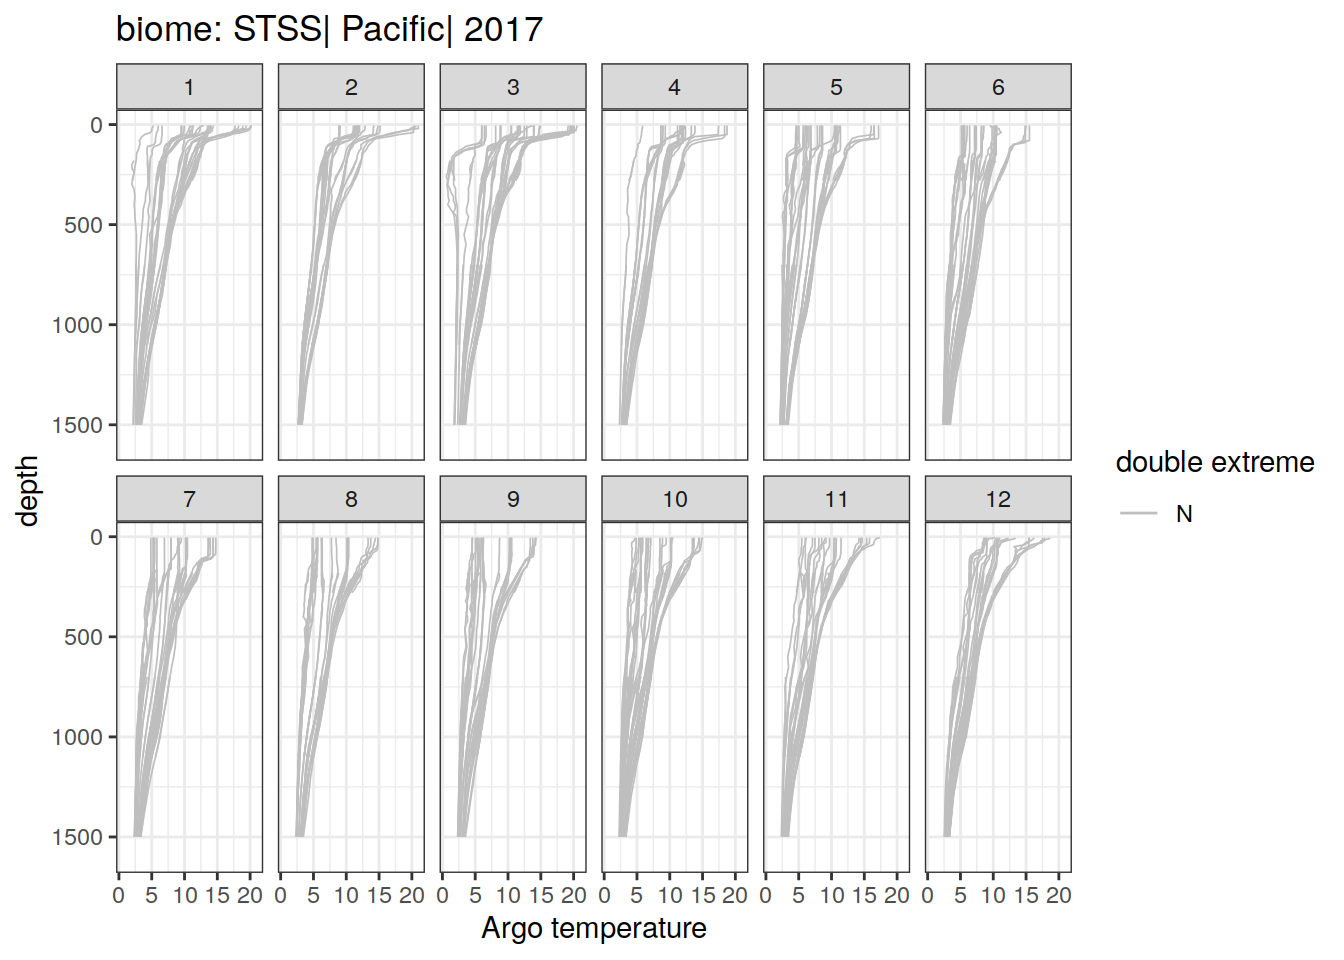 biome: STSS| Pacific| 2017
1 2 3 4 5 6
0
500
1000
1500
7 8 9 10 11 12
0
500
1000
1500
0 5 10 15 20 0 5 10 15 20 0 5 10 15 20 0 5 10 15 20 0 5 10 15 20 0 5 10 15 20
Argo temperature
depth
double extreme
N